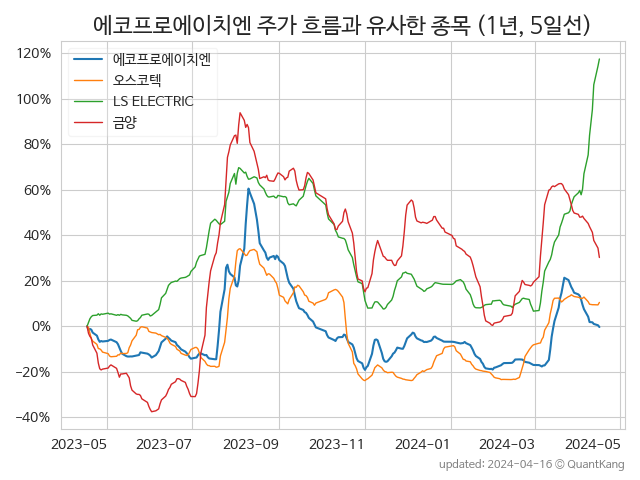 에코프로에이치엔 주가 흐름과 유사한 종목 (1년, 5일선)
에코프로에이치엔
오스코텍
LS ELECTRIC
금양
120%
100%
80%
60%
40%
20%
0%
−20%
−40%
2023-05 2023-07 2023-09 2023-11 2024-01 2024-03 2024-05
updated: 2024-04-16 © QuantKang